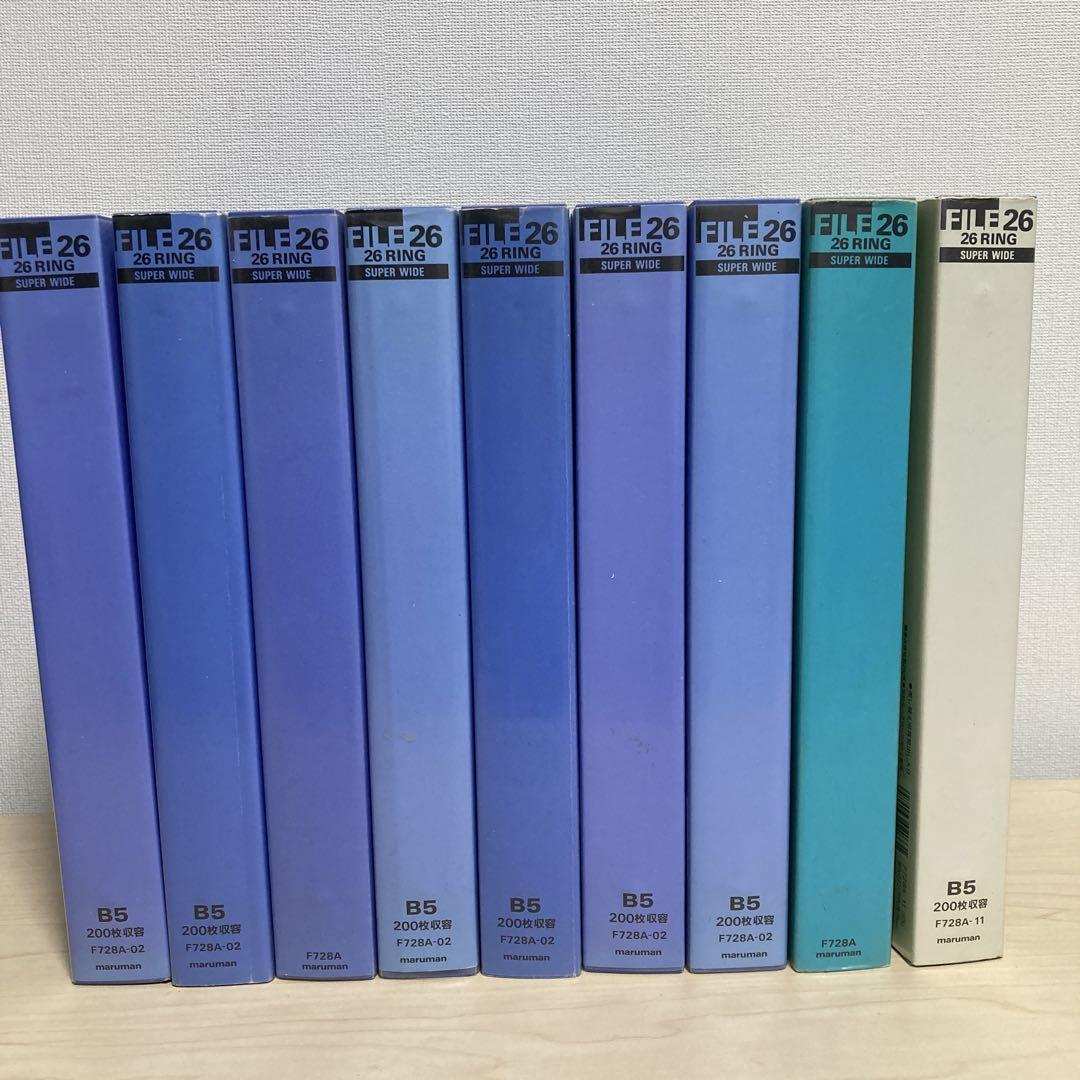 FILE 26
26 RING
SUPER WIDE
B5
200枚収容
F728A-02
maruman
FILE 26
26 RING
SUPER WIDE
B5
200枚収容
F728A-02
maruman
FILE 26
26 RING
SUPER WIDE
F728A
maruman
FILE 26
26 RING
SUPER WIDE
B5
200枚収容
F728A-02
maruman
FILE 26
26 RING
SUPER WIDE
B5
200枚収容
F728A-02
maruman
FILE 26
26 RING
SUPER WIDE
B5
200枚収容
F728A-02
maruman
FILE 26
26 RING
SUPER WIDE
B5
200枚収容
F728A-02
maruman
FILE 26
26 RING
SUPER WIDE
F728A
maruman
FILE 26
26 RING
SUPER WIDE
B5
200枚収容
F728A-11
maruman